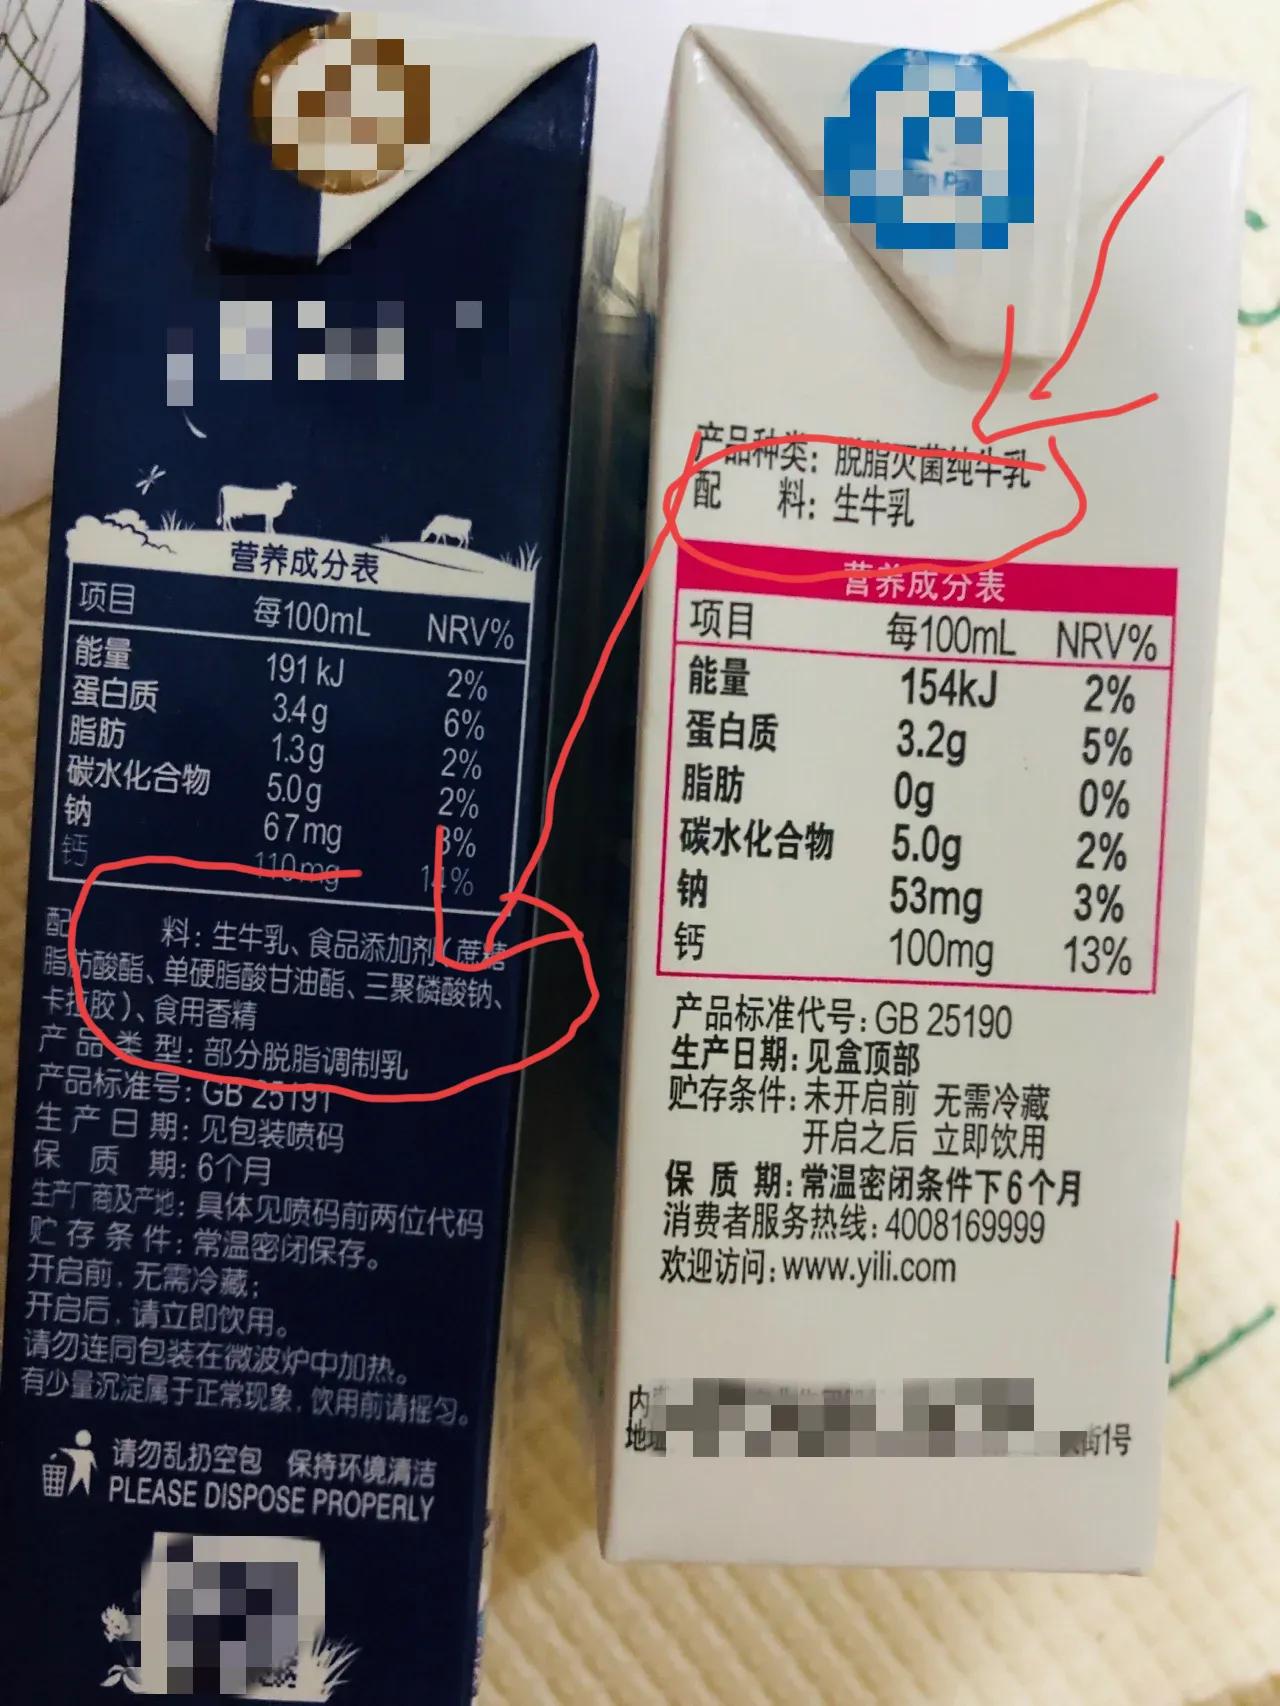 营养成分表
项目 每100mL NRV%
能量 191 kJ 2%
蛋白质 3.4g 6%
脂肪 1.3g 2%
碳水化合物 5.0g 2%
钠 67mg 3%
钙 110mg 14%
配 料：生牛乳、食品添加剂（蔗糖
脂肪酸酯、单硬脂酸甘油酯、三聚磷酸钠、
卡拉胶）、食用香精
产品类型：部分脱脂调制乳
产品标准号：GB 25191
生产日期：见包装喷码
保质期：6个月
生产厂商及产地：具体见喷码前两位代码
贮存条件：常温密闭保存。
开启前，无需冷藏；
开启后，请立即饮用。
请勿连同包装在微波炉中加热。
有少量沉淀属于正常现象，饮用前请摇匀。
请勿乱扔空包 保持环境清洁
PLEASE DISPOSE PROPERLY
产品种类：脱脂灭菌纯牛乳
配 料：生牛乳
营养成分表
项目 每100mL NRV%
能量 154kJ 2%
蛋白质 3.2g 5%
脂肪 0g 0%
碳水化合物 5.0g 2%
钠 53mg 3%
钙 100mg 13%
产品标准代号：GB 25190
生产日期：见盒顶部
贮存条件：未开启前 无需冷藏
开启之后 立即饮用
保质期：常温密闭条件下6个月
消费者服务热线：4008169999
欢迎访问：www.yili.com
内
地址 街1号